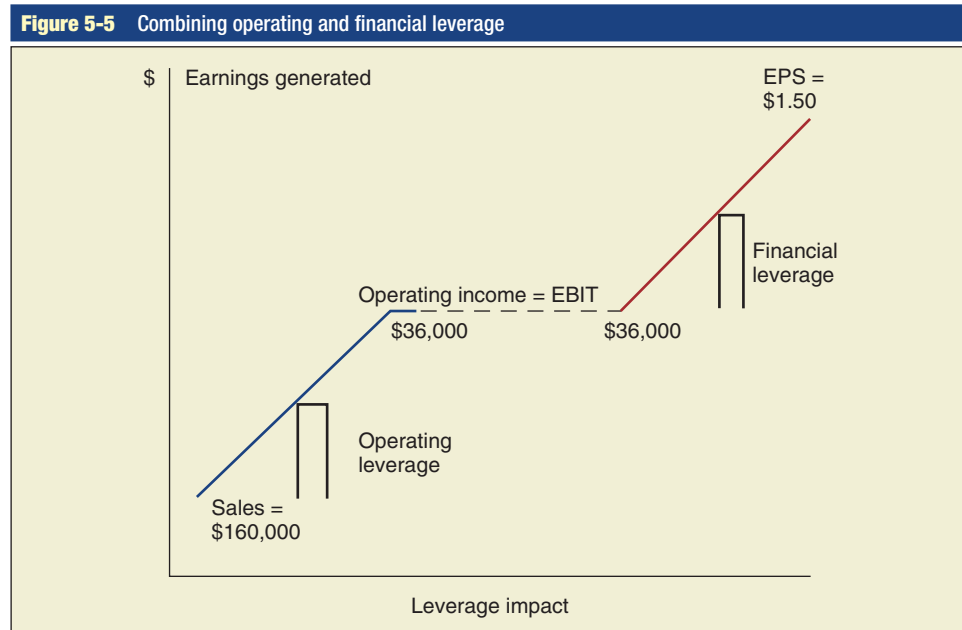 Figure 5-5 Combining operating and financial leverage
$ Earnings generated
EPS =
$1.50
Financial
leverage
Operating income = EBIT
$36,000 $36,000
Operating
leverage
Sales =
$160,000
Leverage impact